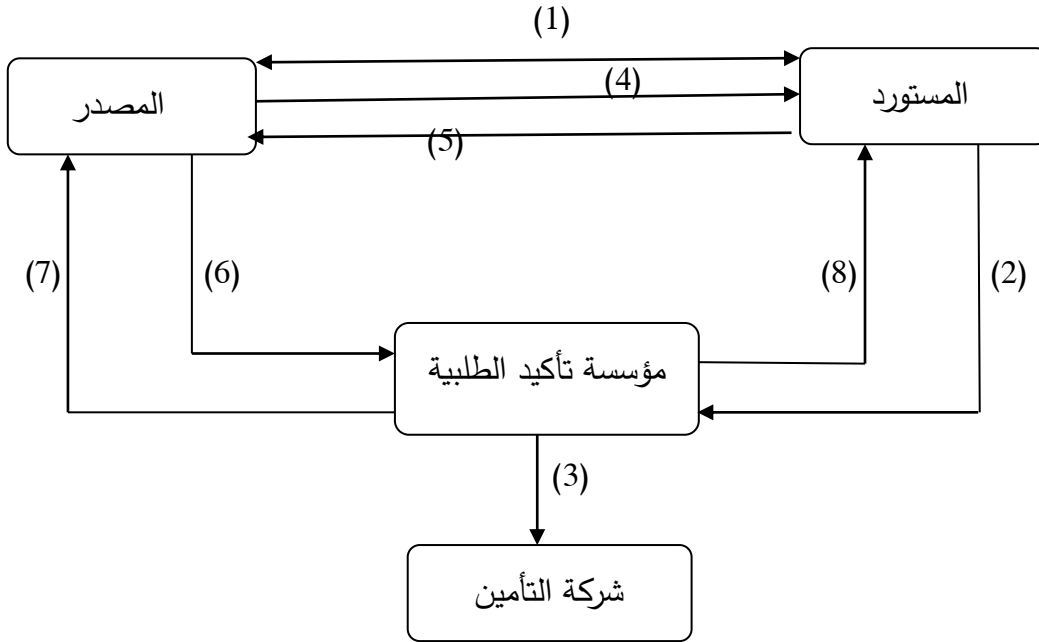 (1)
المستورد
المصدر
(4)
(5)
(2)
(8)
(6)
(7)
مؤسسة تأكيد الطلبية
(3)
شركة التأمين